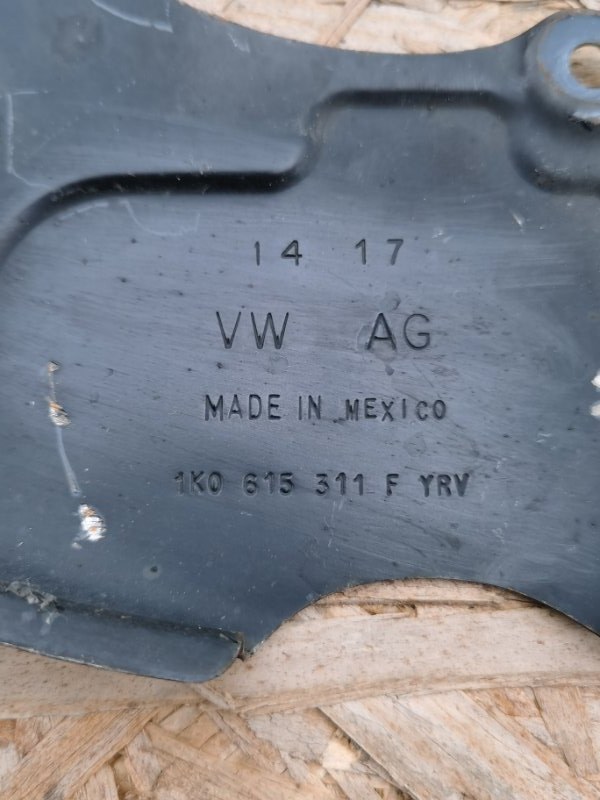 14 17
VW AG
MADE IN MEXICO
1K0 615 311 F YRV